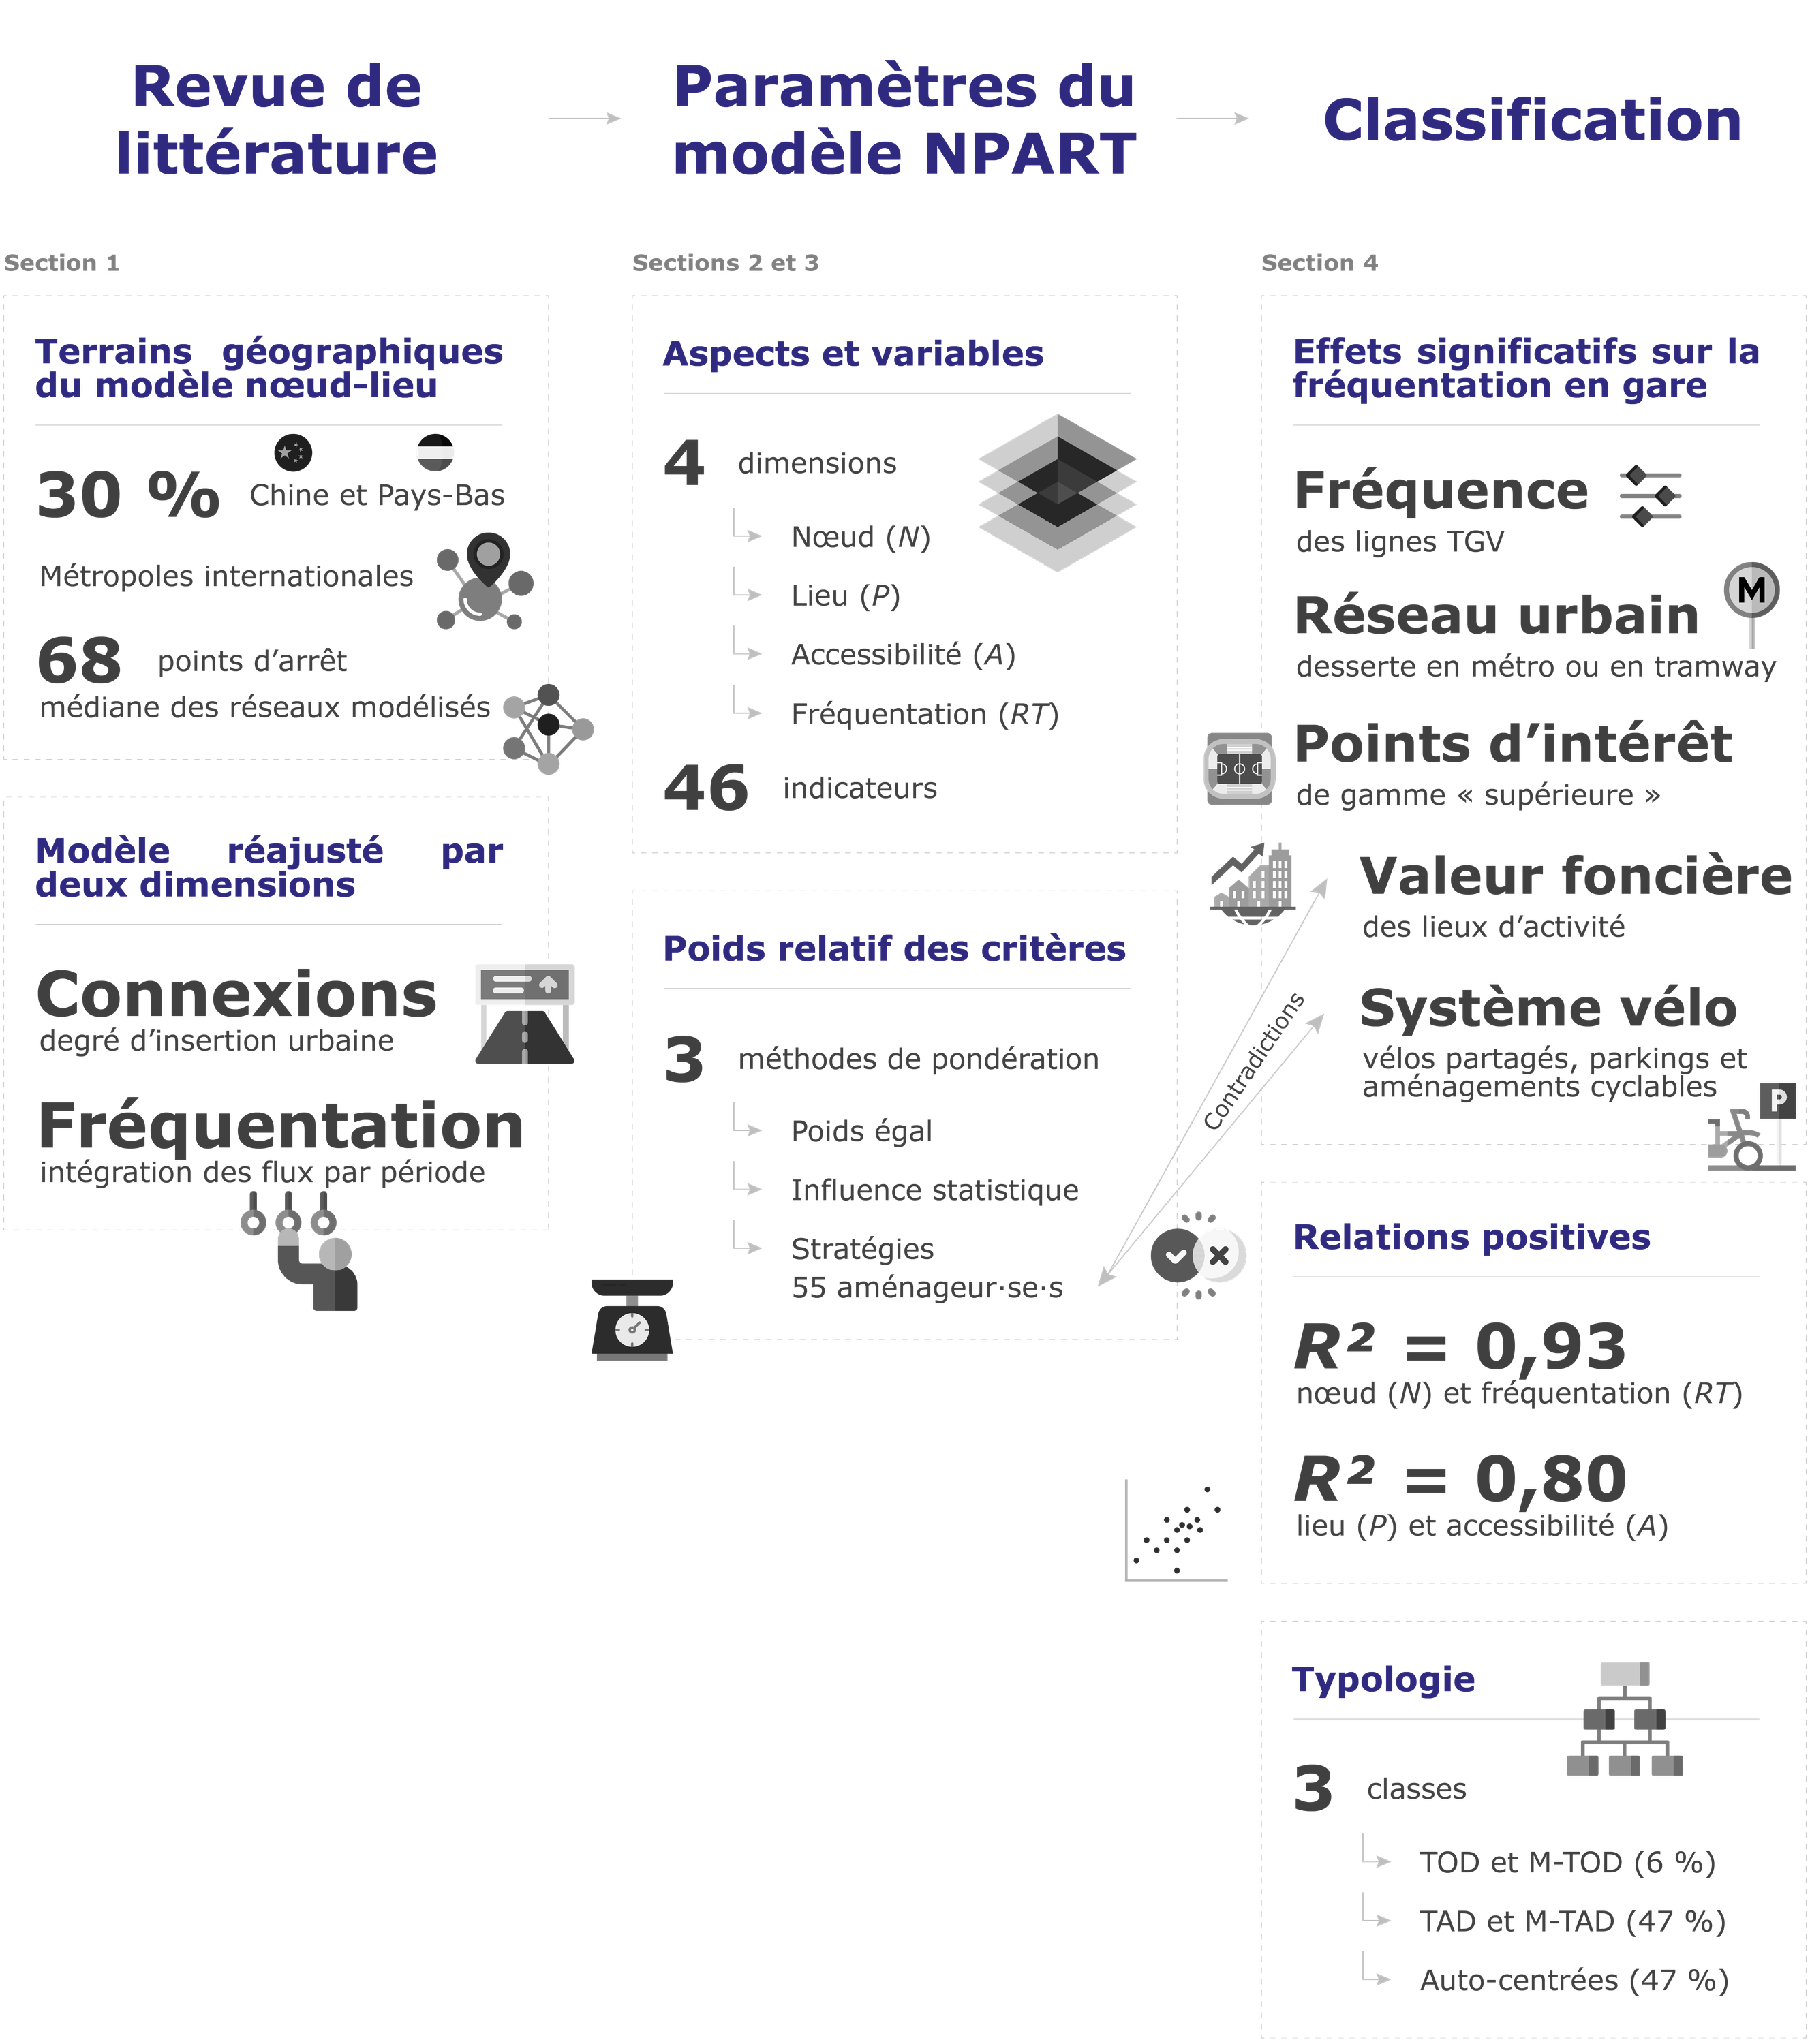 Revue de
littérature
Paramètres du
modèle NPART
Classification
Section 1
Terrains géographiques
du modèle nœud-lieu
30 %
Chine et Pays-Bas
Métropoles internationales
68 points d’arrêt
médiane des réseaux modélisés
Modèle réajusté par
deux dimensions
Connexions
degré d’insertion urbaine
Fréquentation
intégration des flux par période
Sections 2 et 3
Aspects et variables
4 dimensions
Nœud (N)
Lieu (P)
Accessibilité (A)
Fréquentation (RT)
46 indicateurs
Poids relatif des critères
3 méthodes de pondération
Poids égal
Influence statistique
Stratégies
55 aménageur·se·s
Contradictions
Section 4
Effets significatifs sur la
fréquentation en gare
Fréquence
des lignes TGV
M
Réseau urbain
desserte en métro ou en tramway
Points d’intérêt
de gamme « supérieure »
Valeur foncière
des lieux d’activité
Système vélo
vélos partagés, parkings et
aménagements cyclables
P
Relations positives
R² = 0,93
nœud (N) et fréquentation (RT)
R² = 0,80
lieu (P) et accessibilité (A)
Typologie
3 classes
TOD et M-TOD (6 %)
TAD et M-TAD (47 %)
Auto-centrées (47 %)